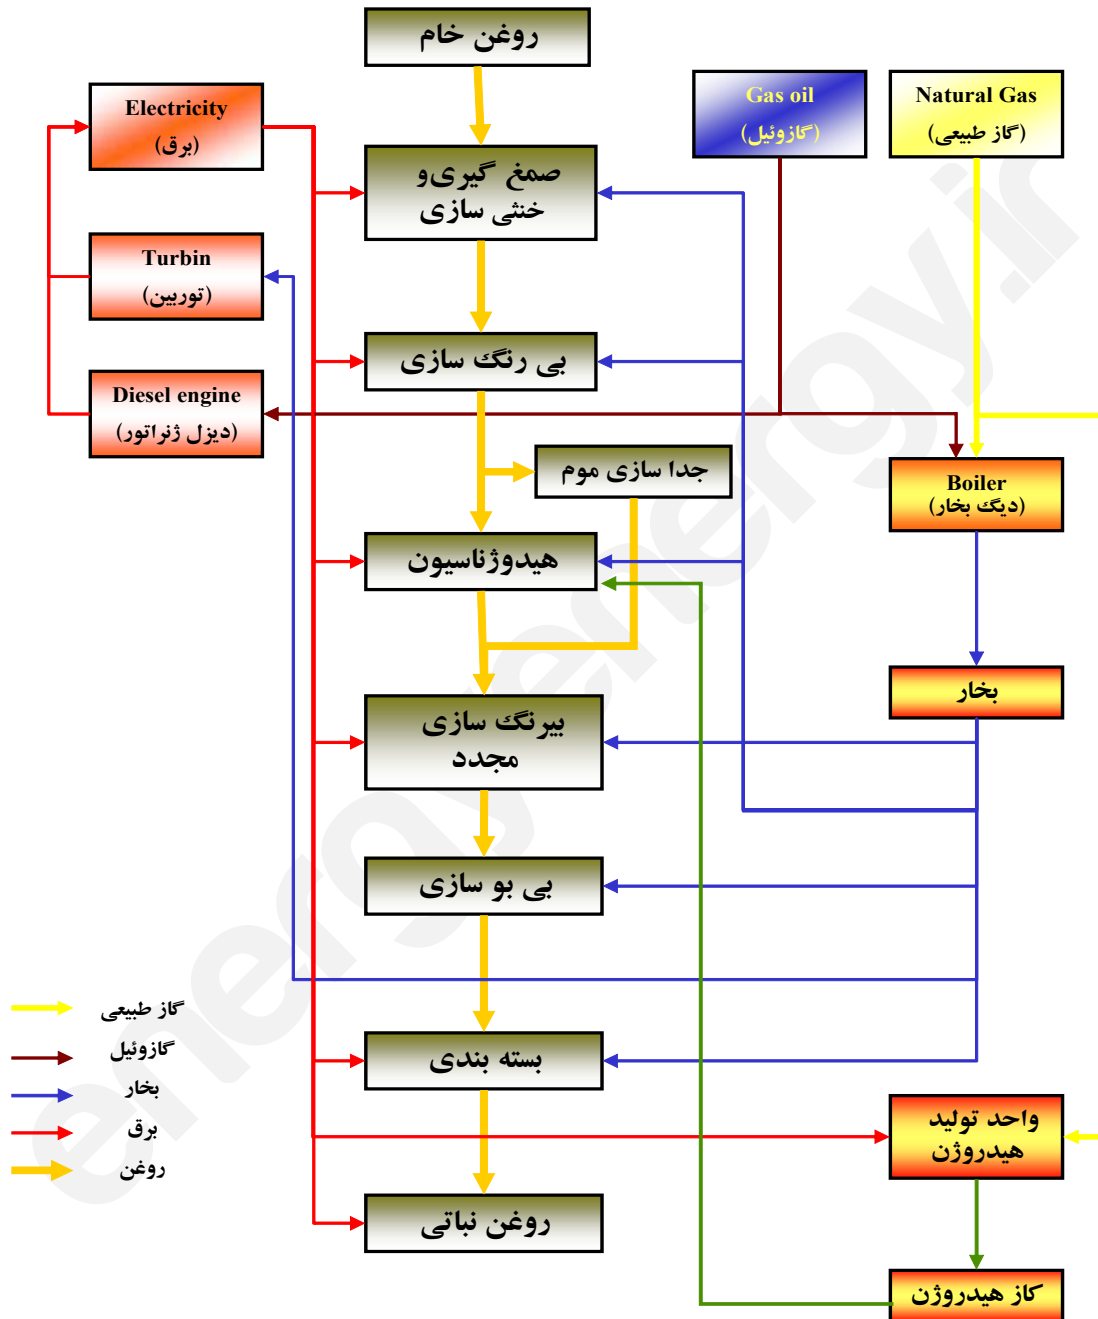 روغن خام
Electricity
(برق)
Gas oil
(گازوئیل)
Natural Gas
(گاز طبیعی)
صمغ گیری‌و
خنثی سازی
Turbin
(توربین)
بی رنگ سازی
Diesel engine
(دیزل ژنراتور)
جدا سازی موم
Boiler
(دیگ بخار)
هیدوژناسیون
بخار
بیرنگ سازی
مجدد
بی بو سازی
گاز طبیعی
گازوئیل
بخار
برق
روغن
بسته بندی
واحد تولید
هیدروژن
روغن نباتی
کاز هیدروژن
energyenergy.ir